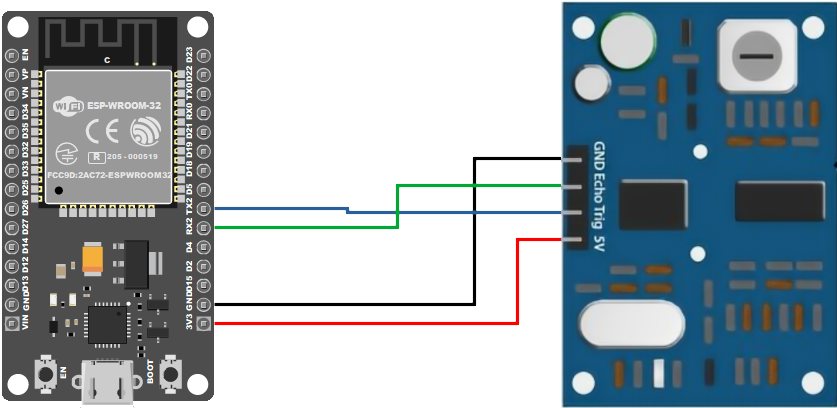 EN
VP
VN
D34
D35
D32
D33
D25
D26
D27
D14
D12
D13
GND
VIN
C
WiFi
ESP-WROOM-32
CE
R 205-000519
FCC9D:2AC72-ESPWROOM32
D23
D22
TX0
RX0
D21
D19
D18
D5
TX2
RX2
D4
D2
D15
GND
3V3
EN
BOOT
GND
Echo
Trig
5V